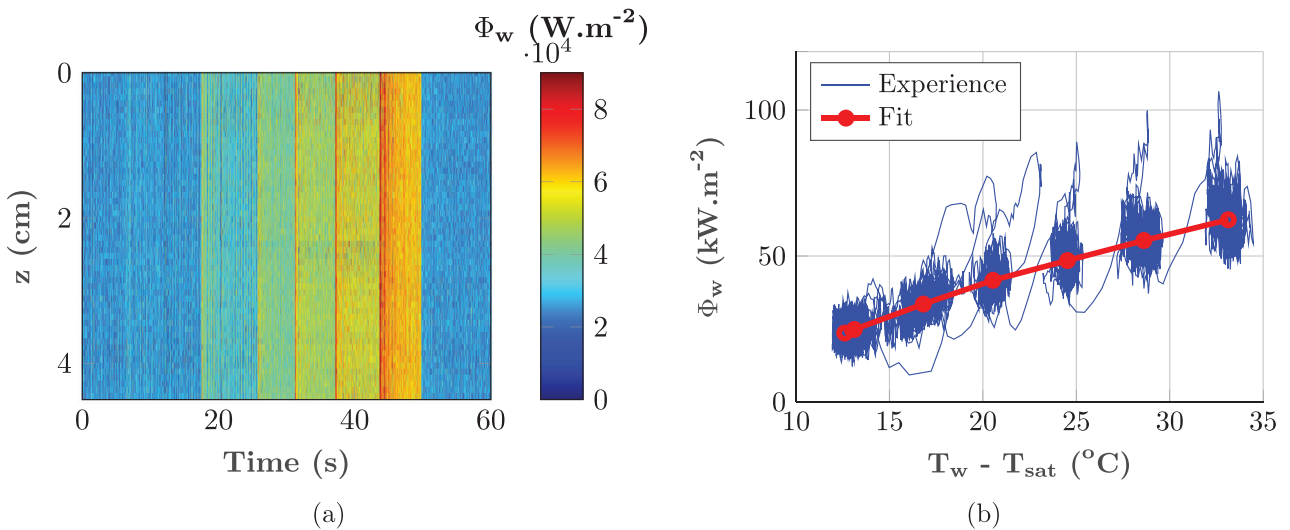 Φw (W.m-2)
·10^4
0
2
4
z (cm)
0
20
40
60
Time (s)
8
6
4
2
0
(a)
Experience
Fit
100
50
0
Φw (kW.m-2)
10
15
20
25
30
35
Tw - Tsat (oC)
(b)